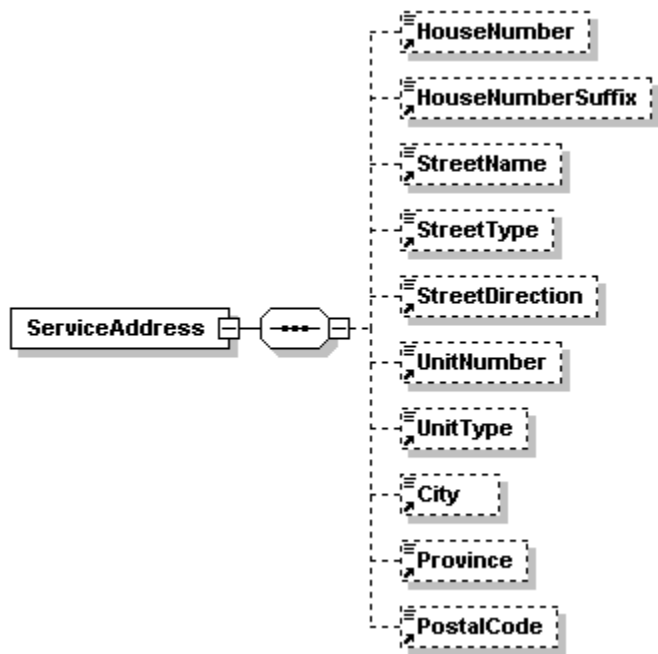 HouseNumber
HouseNumberSuffix
StreetName
StreetType
StreetDirection
ServiceAddress
UnitNumber
UnitType
City
Province
PostalCode